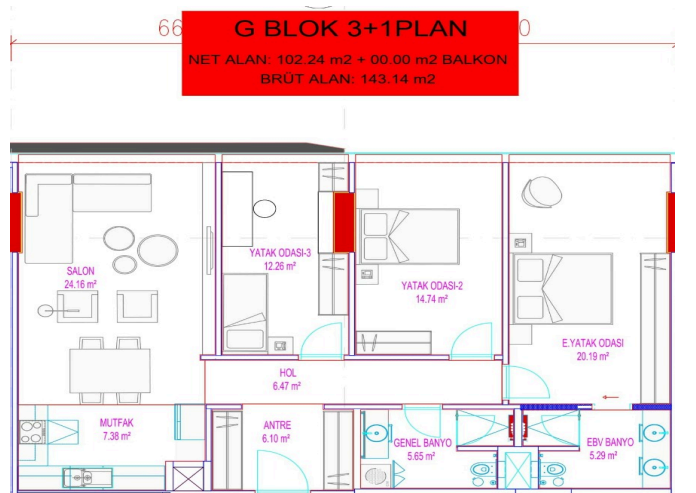 G BLOK 3+1PLAN
NET ALAN: 102.24 m2 + 00.00 m2 BALKON
BRÜT ALAN: 143.14 m2
66
0
YATAK ODASI-3
12.26 m²
SALON
24.16 m²
YATAK ODASI-2
14.74 m²
E.YATAK ODASI
20.19 m²
HOL
6.47 m²
MUTFAK
7.38 m²
ANTRE
6.10 m²
GENEL BANYO
5.65 m²
EBV BANYO
5.29 m²